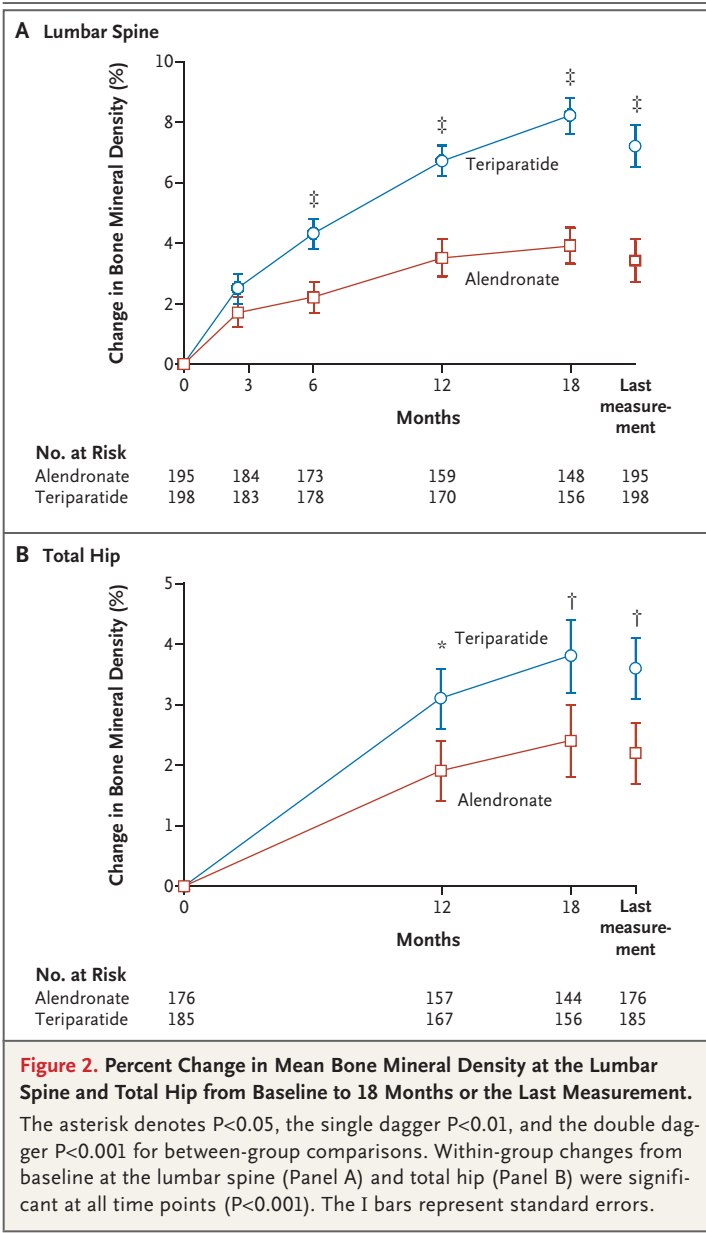 A Lumbar Spine
Change in Bone Mineral Density (%)
10
8
6
4
2
0
‡
‡
‡
‡
Teriparatide
Alendronate
0 3 6 12 18 Last
measure-
ment
Months
No. at Risk
Alendronate 195 184 173 159 148 195
Teriparatide 198 183 178 170 156 198
B Total Hip
Change in Bone Mineral Density (%)
5
4
3
2
1
0
*
†
†
Teriparatide
Alendronate
0 12 18 Last
measure-
ment
Months
No. at Risk
Alendronate 176 157 144 176
Teriparatide 185 167 156 185
Figure 2. Percent Change in Mean Bone Mineral Density at the Lumbar
Spine and Total Hip from Baseline to 18 Months or the Last Measurement.
The asterisk denotes P<0.05, the single dagger P<0.01, and the double dag-
ger P<0.001 for between-group comparisons. Within-group changes from
baseline at the lumbar spine (Panel A) and total hip (Panel B) were signifi-
cant at all time points (P<0.001). The I bars represent standard errors.